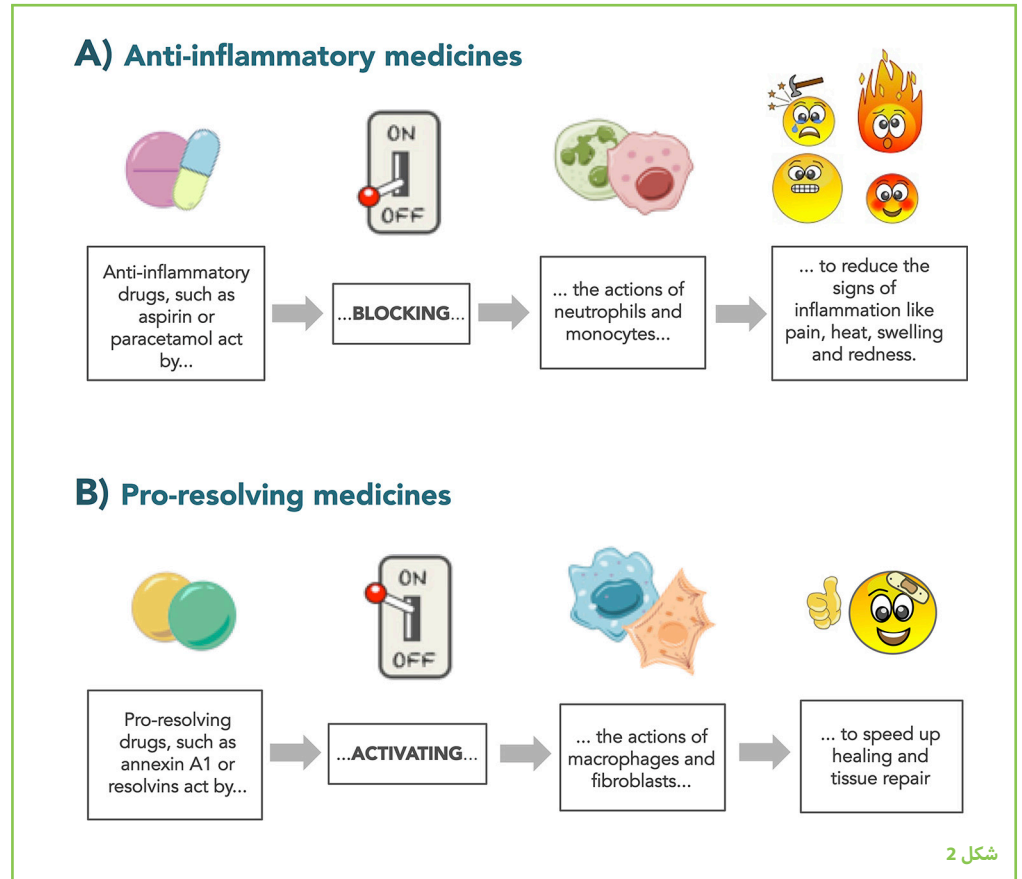 A) Anti-inflammatory medicines
ON
OFF
Anti-inflammatory
drugs, such as
aspirin or
paracetamol act
by...
...BLOCKING...
... the actions of
neutrophils and
monocytes...
... to reduce the
signs of
inflammation like
pain, heat, swelling
and redness.
B) Pro-resolving medicines
ON
OFF
Pro-resolving
drugs, such as
annexin A1 or
resolvins act by...
...ACTIVATING...
... the actions of
macrophages and
fibroblasts...
... to speed up
healing and
tissue repair
شكل 2